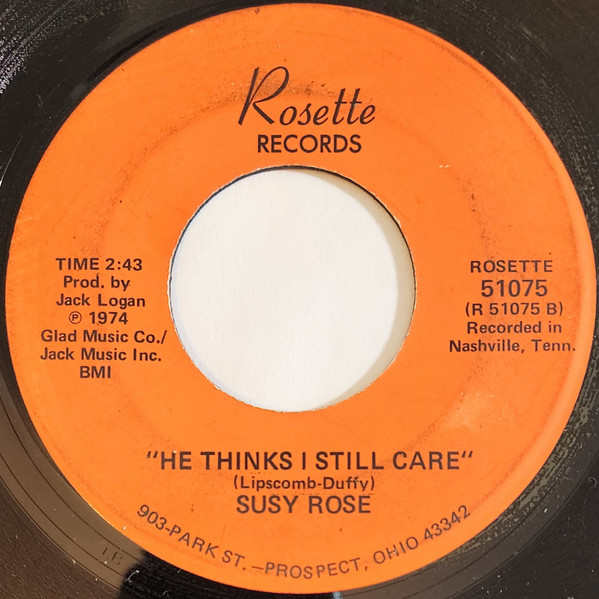 Rosette
RECORDS
TIME 2:43
Prod. by
Jack Logan
℗ 1974
Glad Music Co./
Jack Music Inc.
BMI
ROSETTE
51075
(R 51075 B)
Recorded in
Nashville, Tenn.
"HE THINKS I STILL CARE"
(Lipscomb-Duffy)
SUSY ROSE
903-PARK ST. —PROSPECT, OHIO 43342